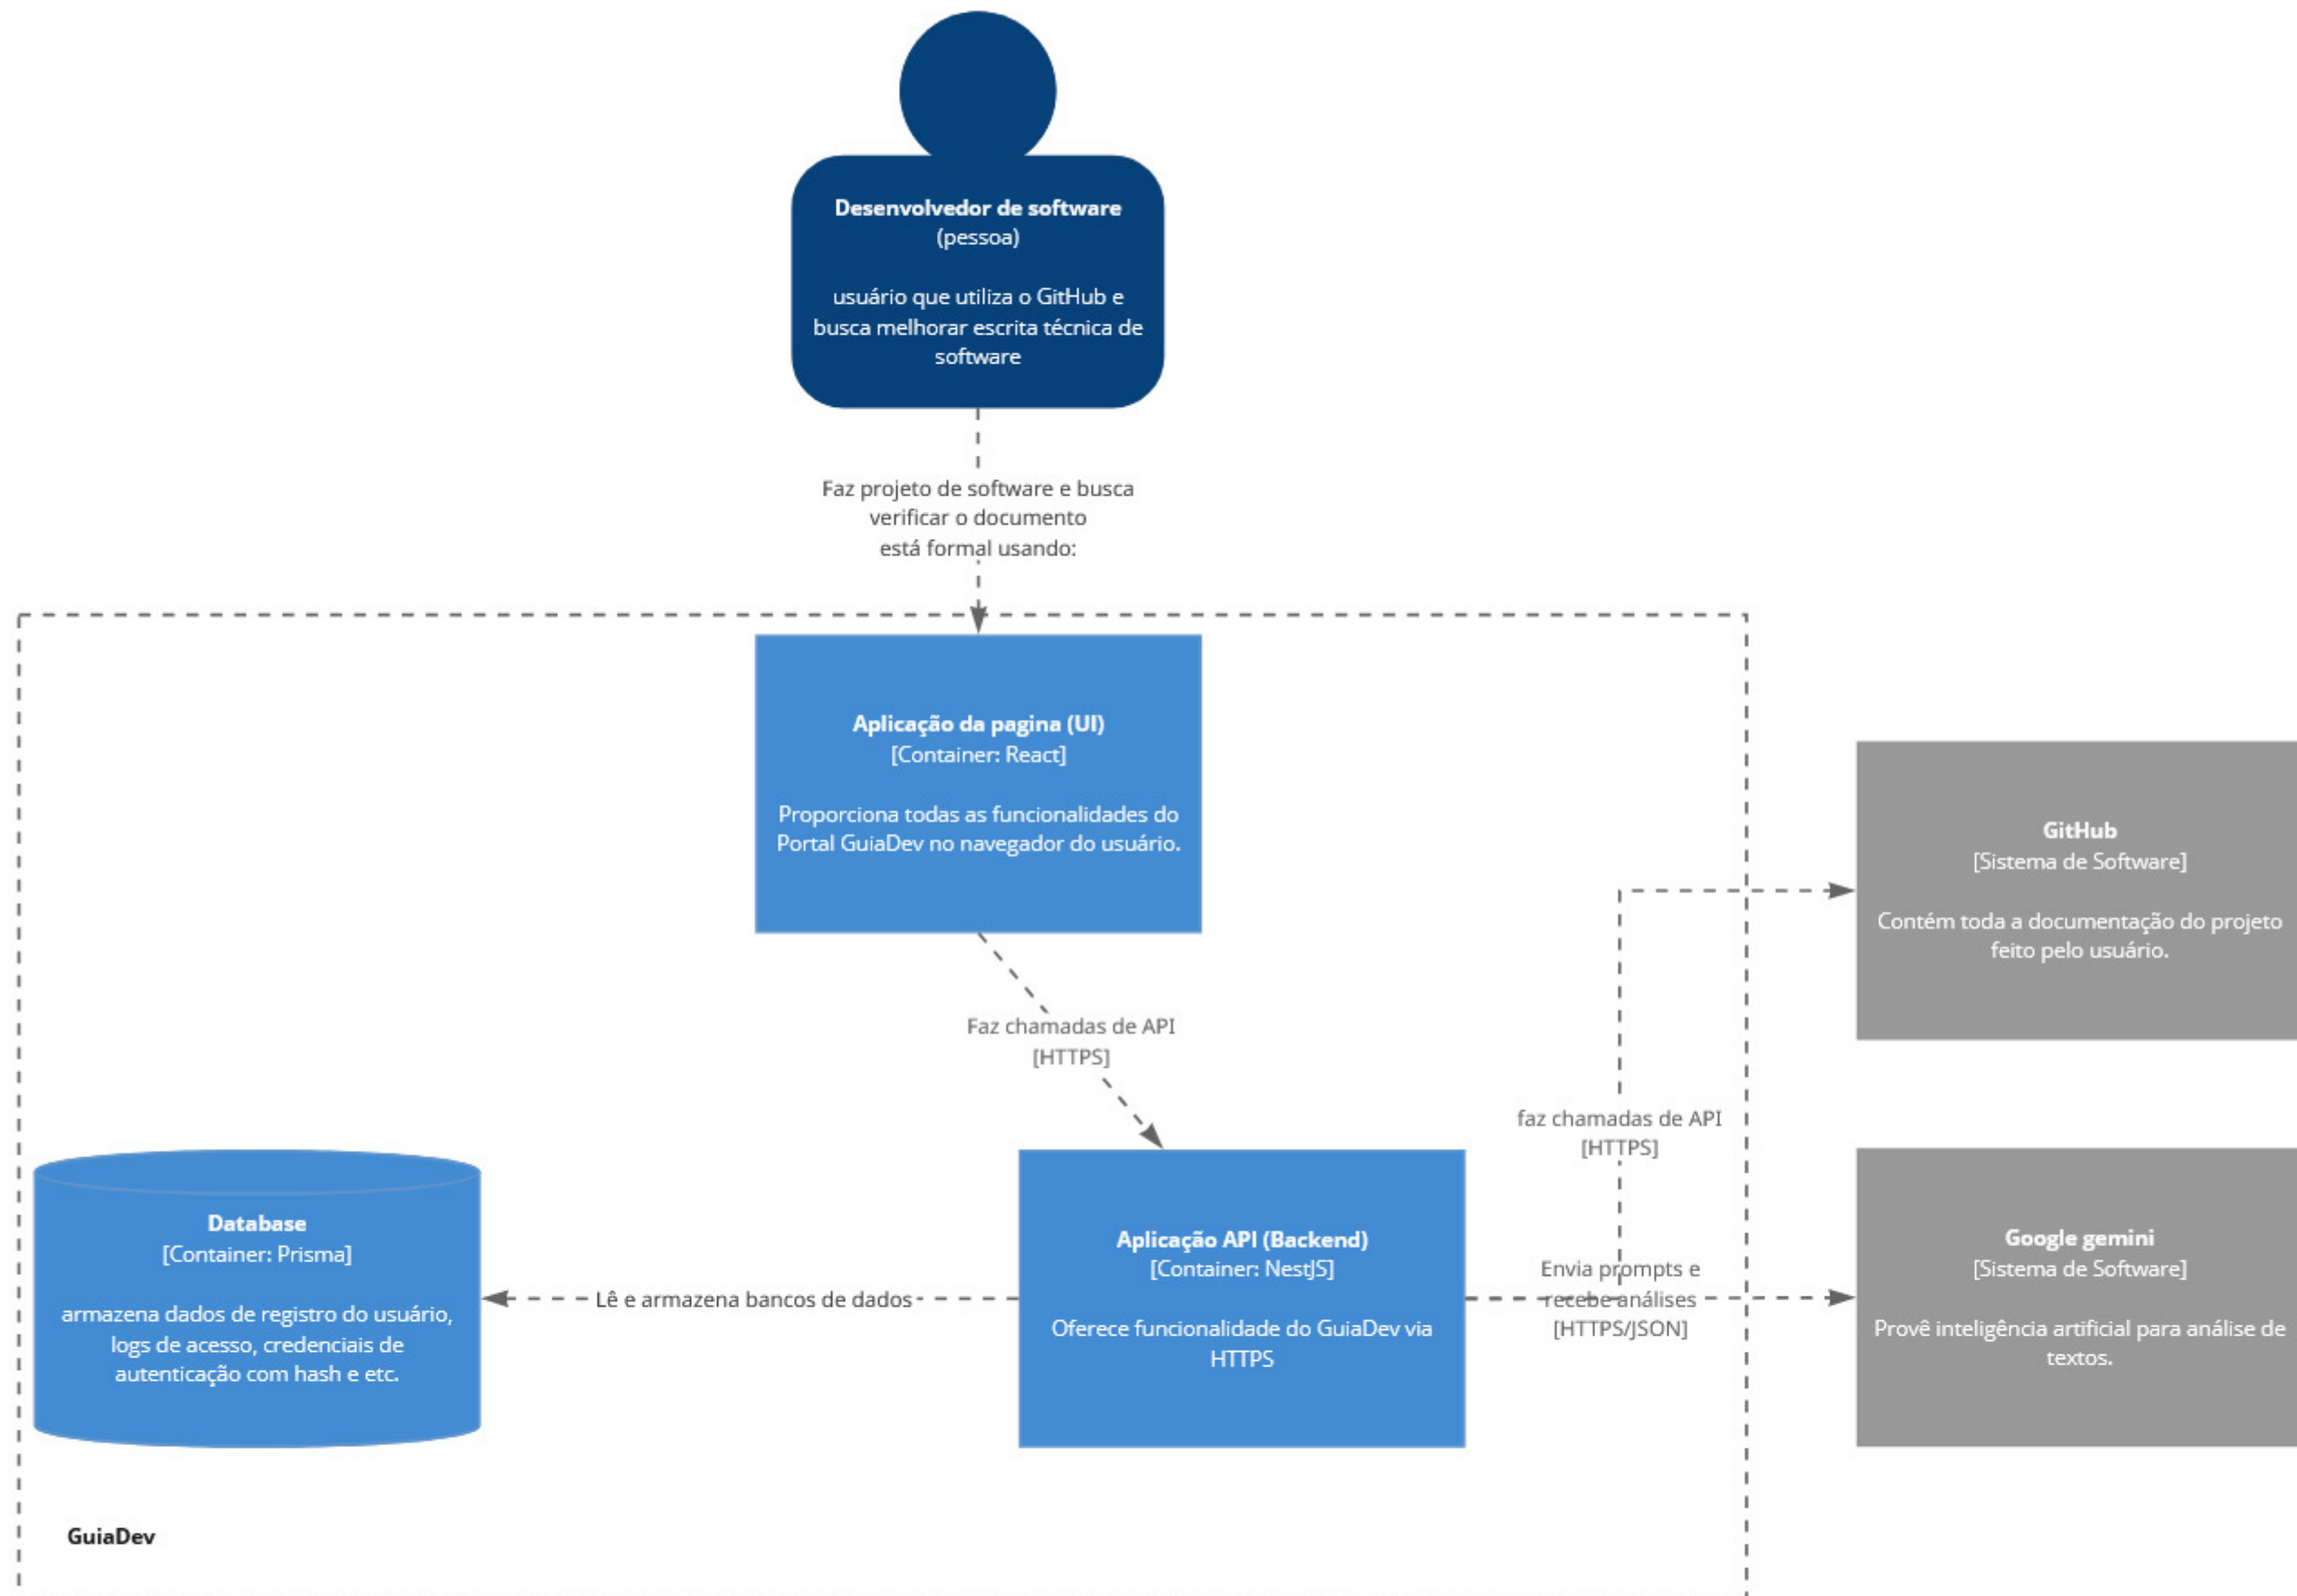 Desenvolvedor de software
(pessoa)
usuário que utiliza o GitHub e
busca melhorar escrita técnica de
software
Faz projeto de software e busca
verificar o documento
está formal usando:
Aplicação da pagina (UI)
[Container: React]
Proporciona todas as funcionalidades do
Portal GuiaDev no navegador do usuário.
GitHub
[Sistema de Software]
Contém toda a documentação do projeto
feito pelo usuário.
Faz chamadas de API
[HTTPS]
faz chamadas de API
[HTTPS]
Database
[Container: Prisma]
armazena dados de registro do usuário,
logs de acesso, credenciais de
autenticação com hash e etc.
Lê e armazena bancos de dados
Aplicação API (Backend)
[Container: NestJS]
Oferece funcionalidade do GuiaDev via
HTTPS
Envia prompts e
recebe análises
[HTTPS/JSON]
Google gemini
[Sistema de Software]
Provê inteligência artificial para análise de
textos.
GuiaDev